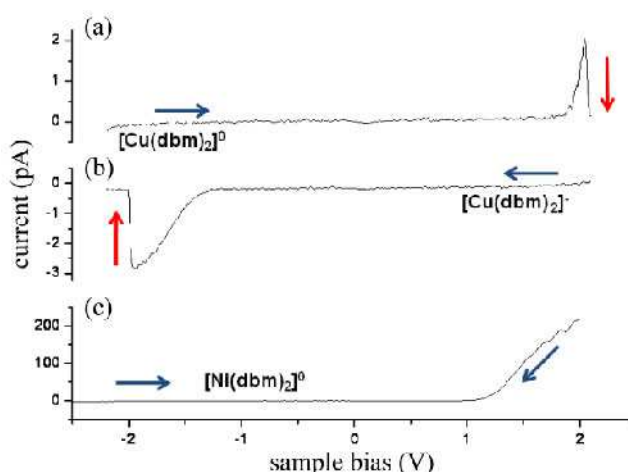 (a)
2
1
0
[Cu(dbm)₂]⁰
(b)
0
-1
-2
-3
[Cu(dbm)₂]⁻
current (pA)
(c)
200
100
0
[Ni(dbm)₂]⁰
-2 -1 0 1 2
sample bias (V)